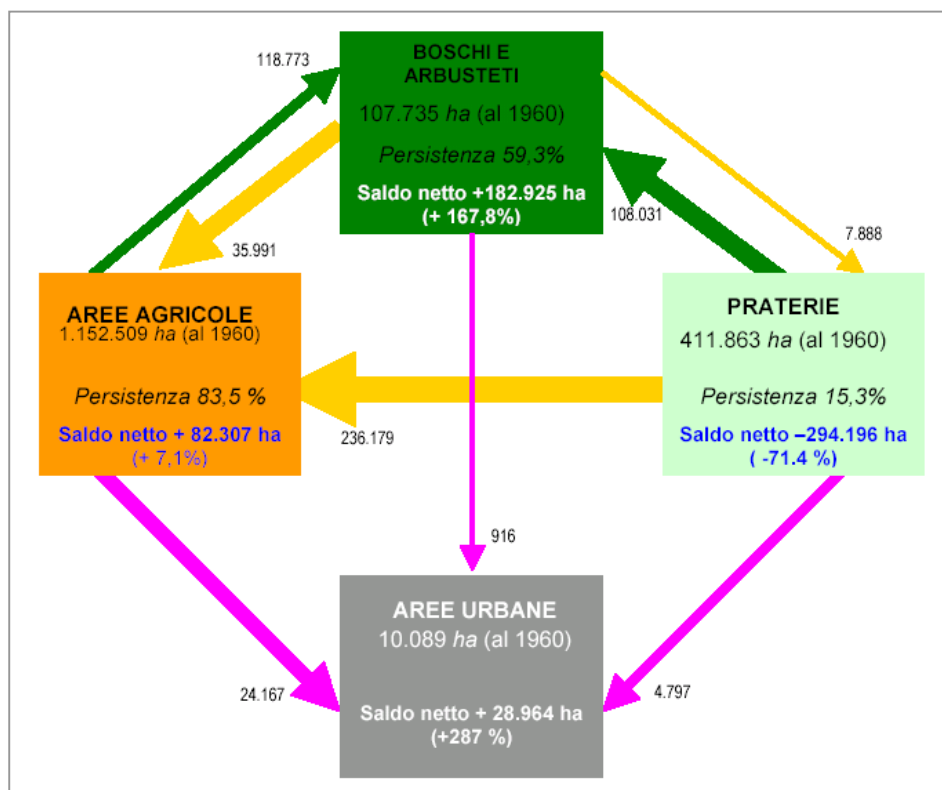 118.773
BOSCHI E
ARBUSTETI
107.735 ha (al 1960)
Persistenza 59,3%
Saldo netto +182.925 ha
(+ 167,8%)
108.031
7.888
35.991
AREE AGRICOLE
1.152.509 ha (al 1960)
Persistenza 83,5 %
Saldo netto + 82.307 ha
(+ 7,1%)
PRATERIE
411.863 ha (al 1960)
Persistenza 15,3%
Saldo netto –294.196 ha
( -71.4 %)
236.179
916
AREE URBANE
10.089 ha (al 1960)
Saldo netto + 28.964 ha
(+287 %)
24.167
4.797